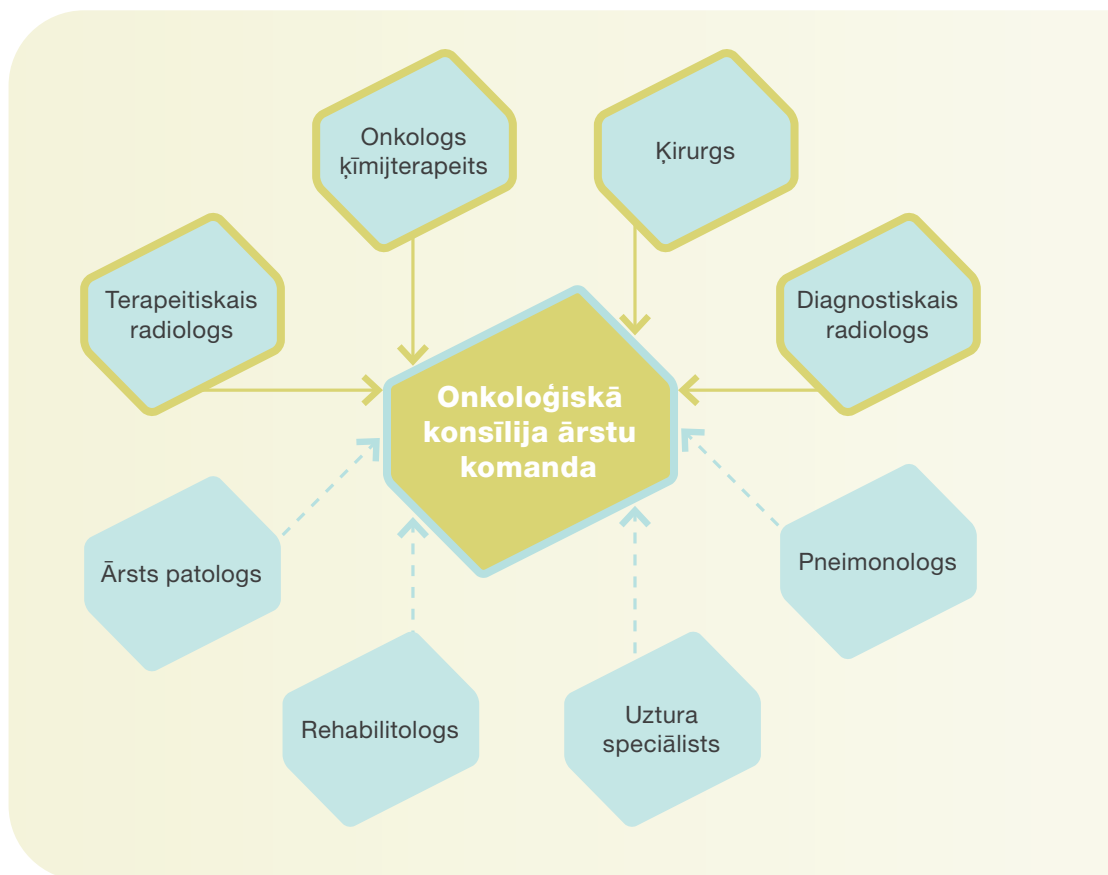 Onkologs
ķīmijterapeits
Ķirurgs
Terapeitiskais
radiologs
Diagnostiskais
radiologs
Onkoloģiskā
konsīlija ārstu
komanda
Ārsts patologs
Pneimonologs
Rehabilitologs
Uztura
speciālists